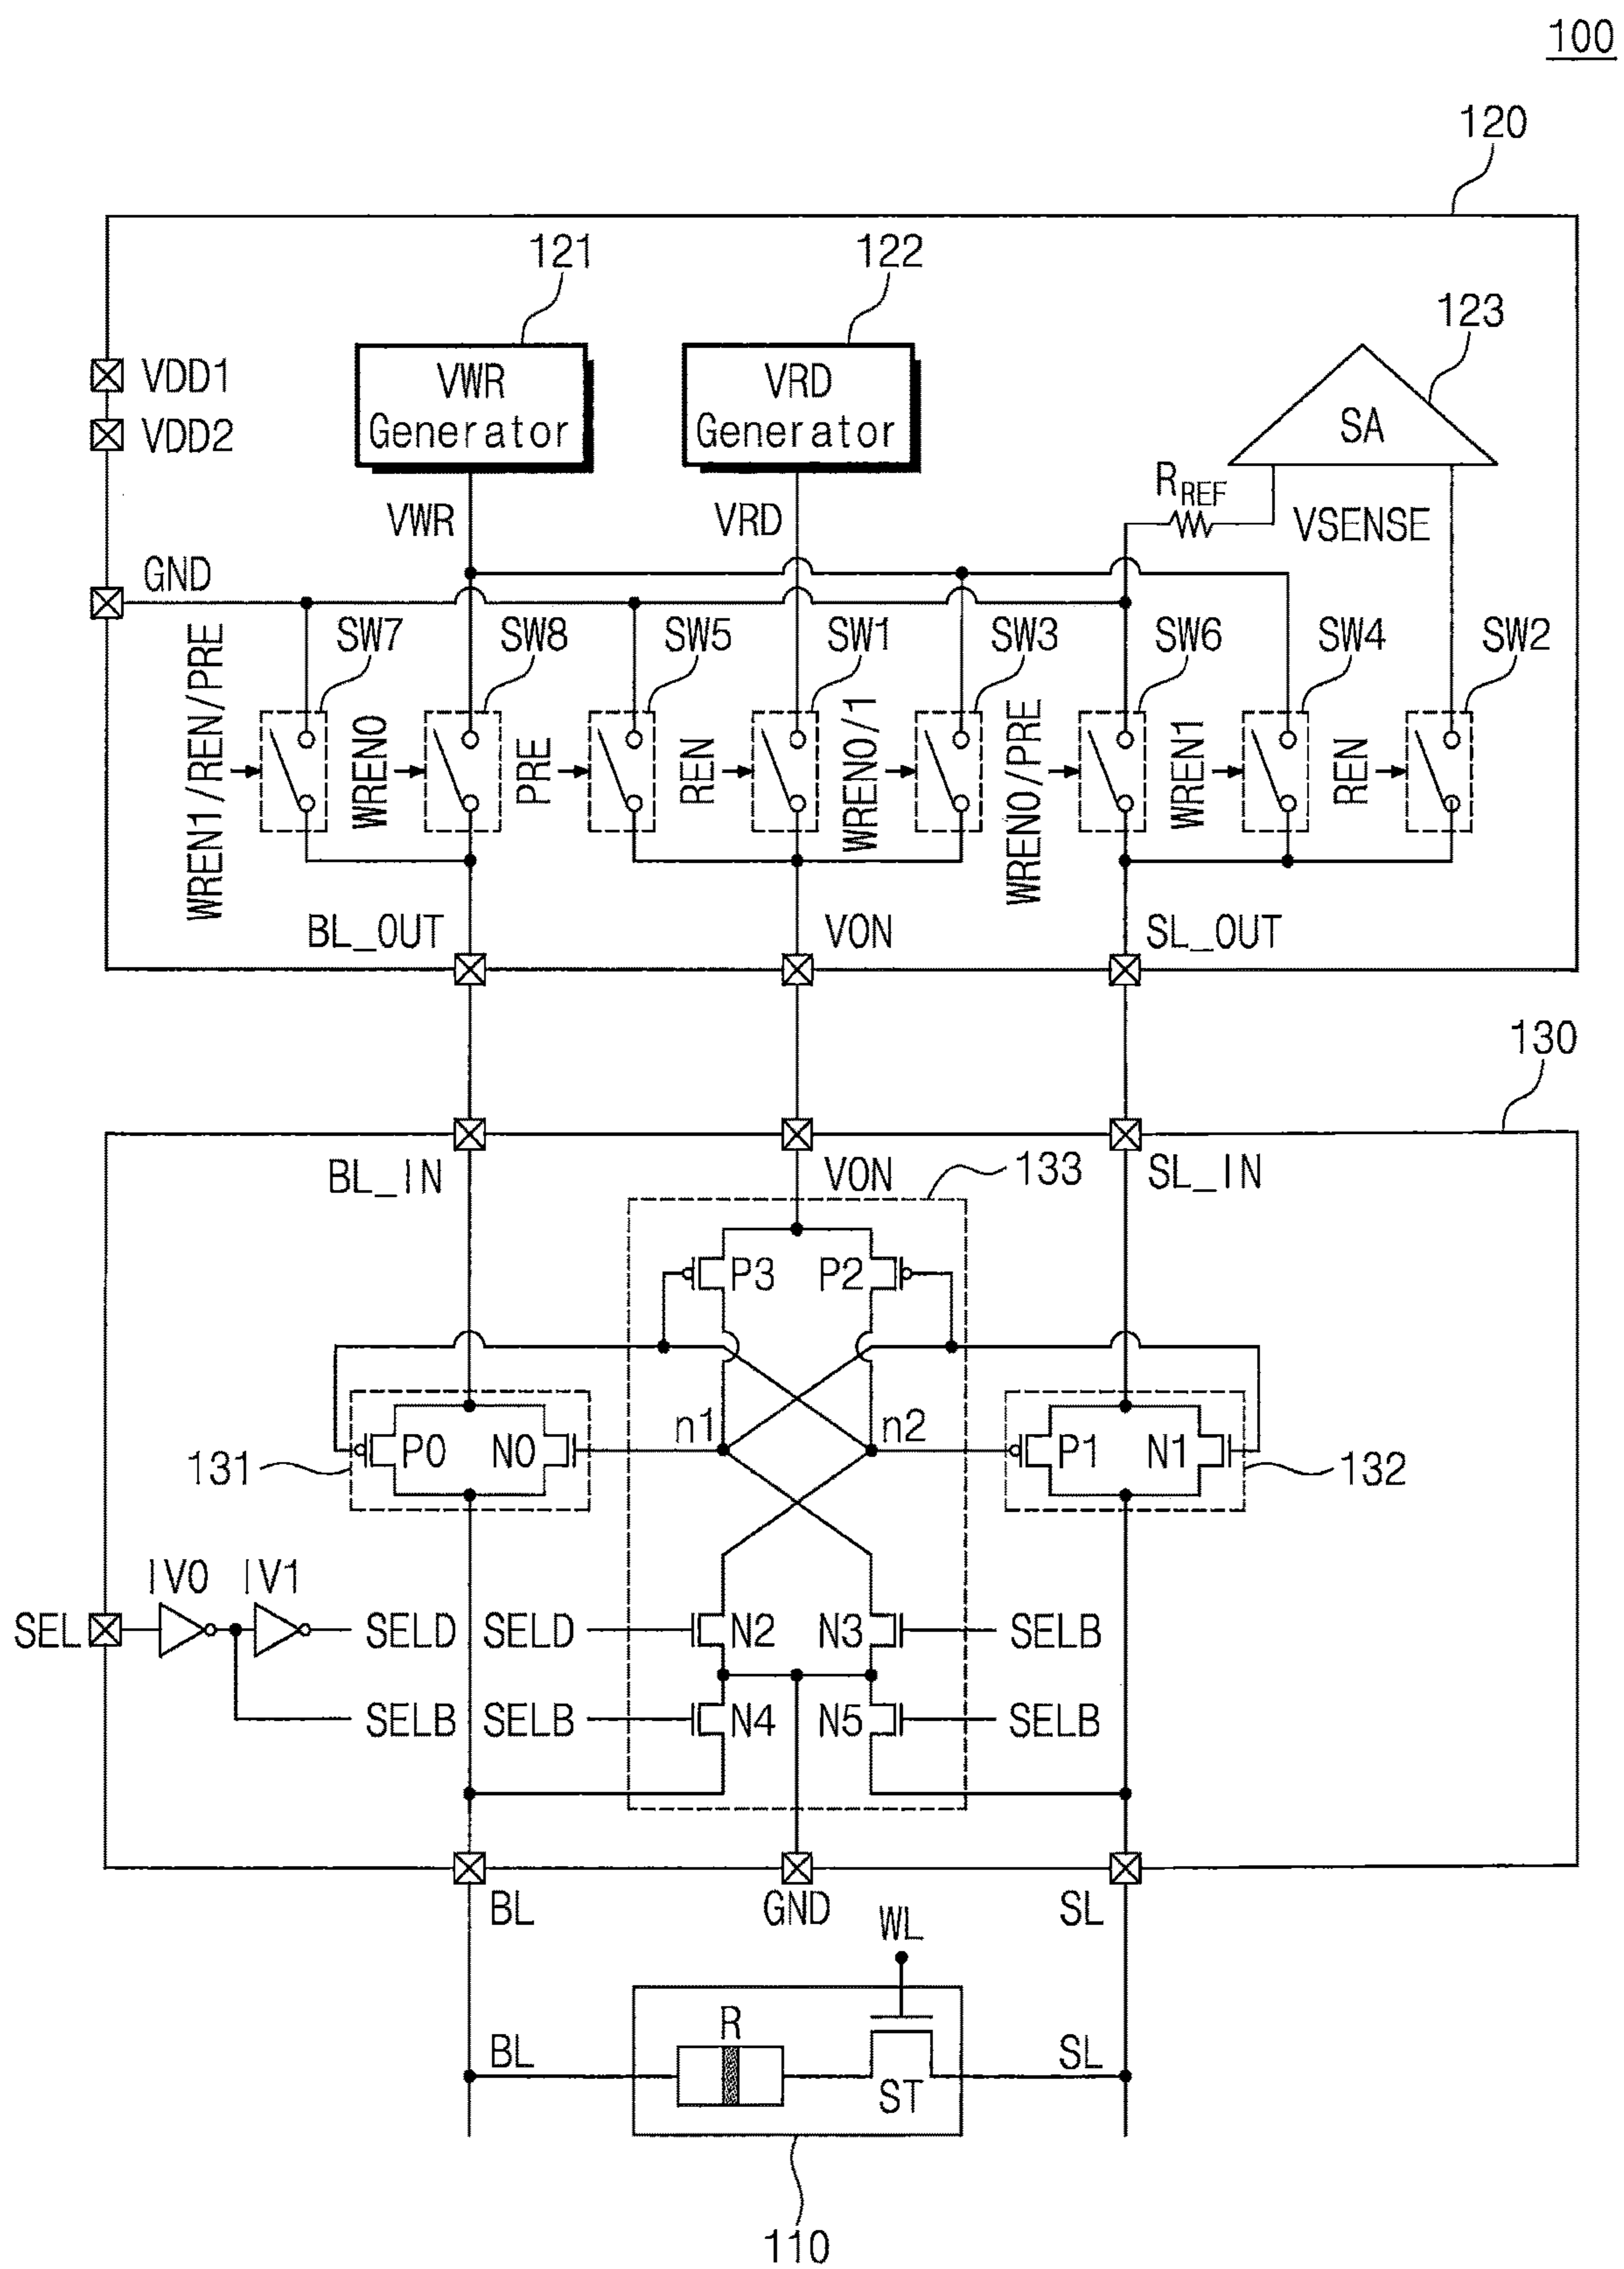 100
120
121
122
123
VDD1
VDD2
VWR
Generator
VRD
Generator
SA
RREF
VWR
VRD
VSENSE
GND
SW7
SW8
SW5
SW1
SW3
SW6
SW4
SW2
WREN1/REN/PRE
WREN0
PRE
REN
WREN0/1
WREN0/PRE
WREN1
REN
BL_OUT
VON
SL_OUT
130
BL_IN
VON
133
SL_IN
P3
P2
n1
n2
131
P0
N0
P1
N1
132
IV0
IV1
SEL
SELD
SELD
N2
N3
SELB
SELB
SELB
N4
N5
SELB
BL
GND
SL
WL
R
BL
SL
ST
110